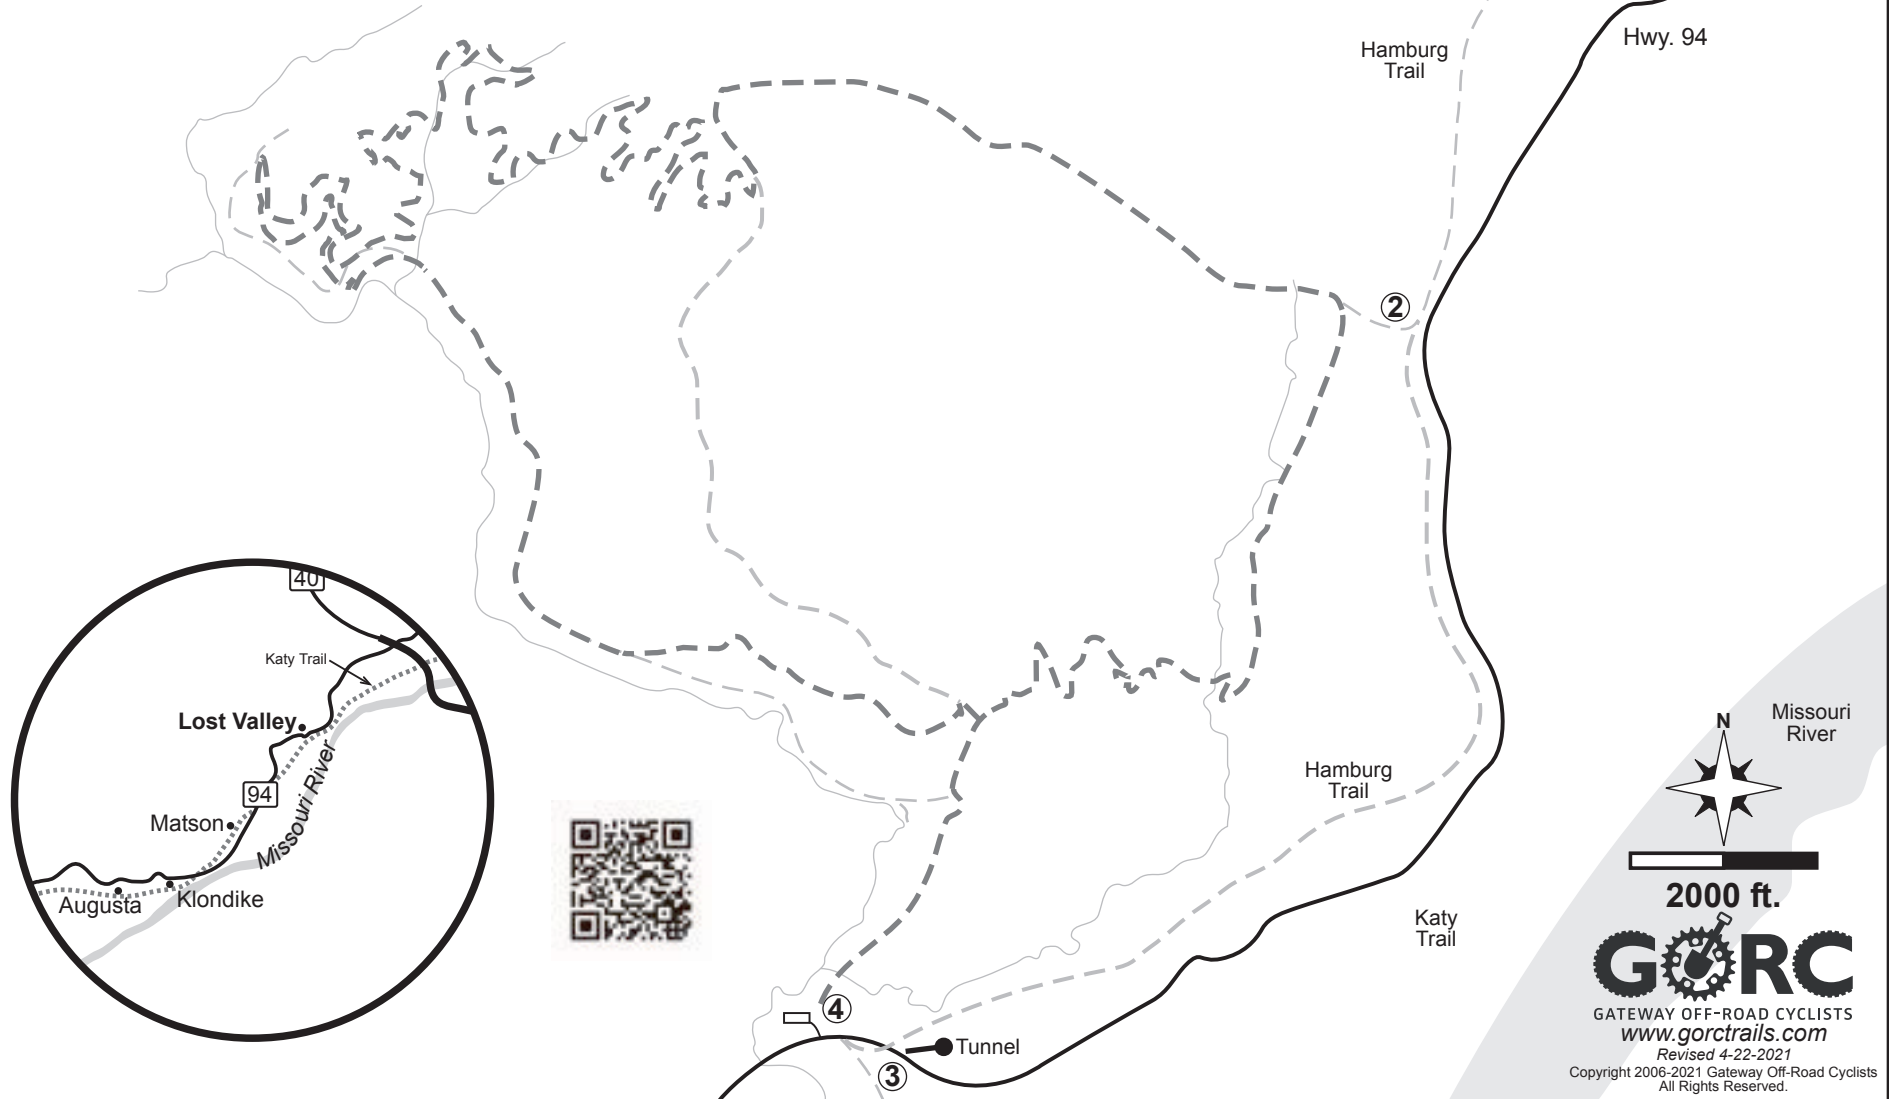 Hamburg
Trail
Hwy. 94
2
40
Katy Trail
Lost Valley
94
Missouri River
Matson
Augusta
Klondike
Hamburg
Trail
N
Missouri
River
2000 ft.
Katy
Trail
GORC
GATEWAY OFF-ROAD CYCLISTS
www.gorctrails.com
Revised 4-22-2021
Copyright 2006-2021 Gateway Off-Road Cyclists
All Rights Reserved.
4
Tunnel
3